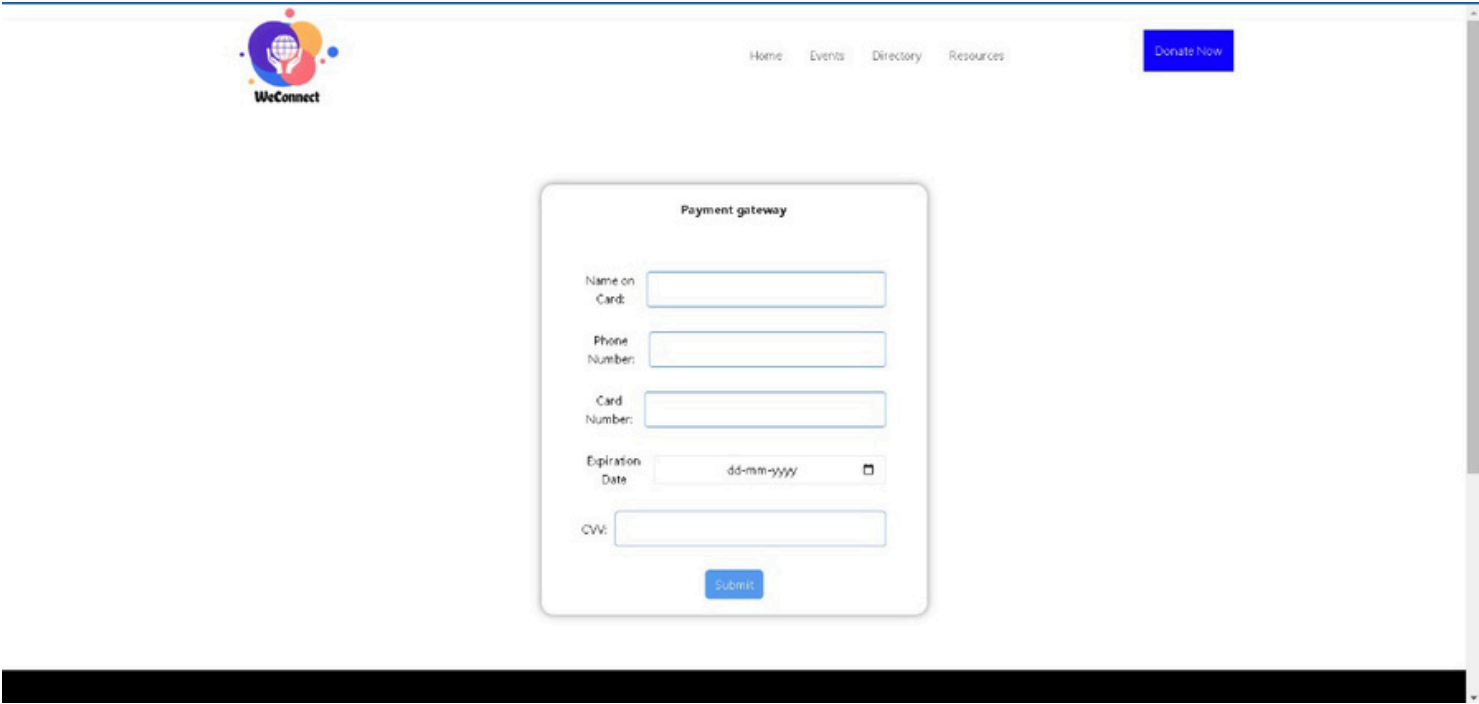 WeConnect
Home Events Directory Resources
Donate Now
Payment gateway
Name on
Card:
Phone
Number:
Card
Number:
Expiration
Date
dd-mm-yyyy
CVV:
Submit